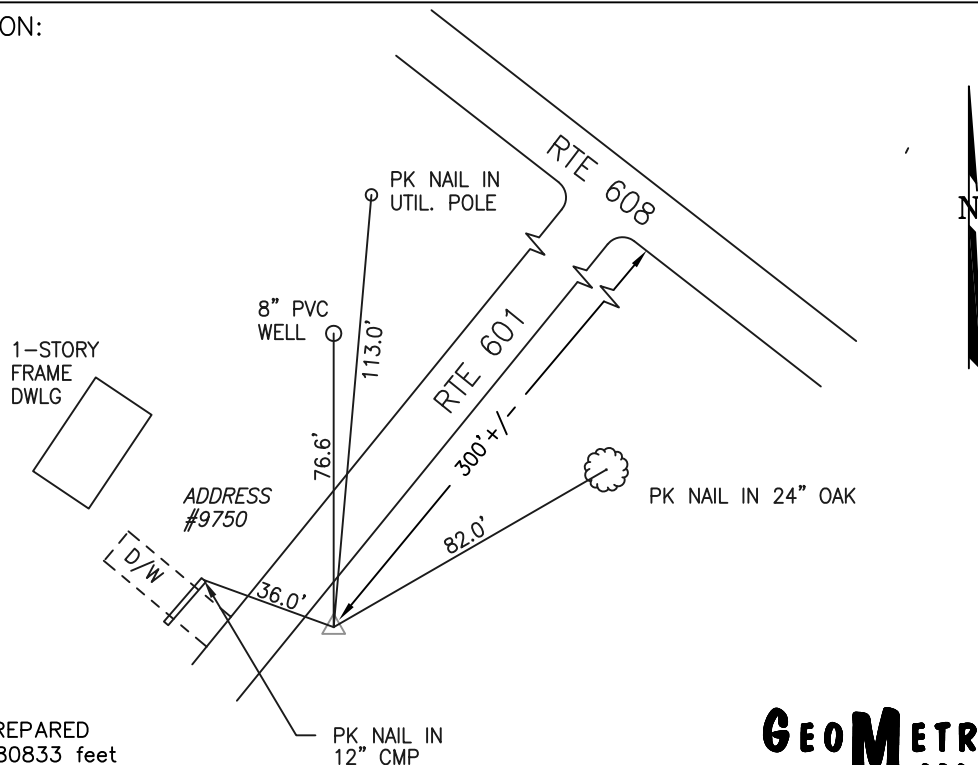 ON:
RTE 608
PK NAIL IN
UTIL. POLE
N
8" PVC
WELL
113.0'
1-STORY
FRAME
DWLG
RTE 601
76.6'
300'+/-
ADDRESS
#9750
PK NAIL IN 24" OAK
82.0'
D/W
36.0'
REPARED
30833 feet
PK NAIL IN
12" CMP
GEOMETR